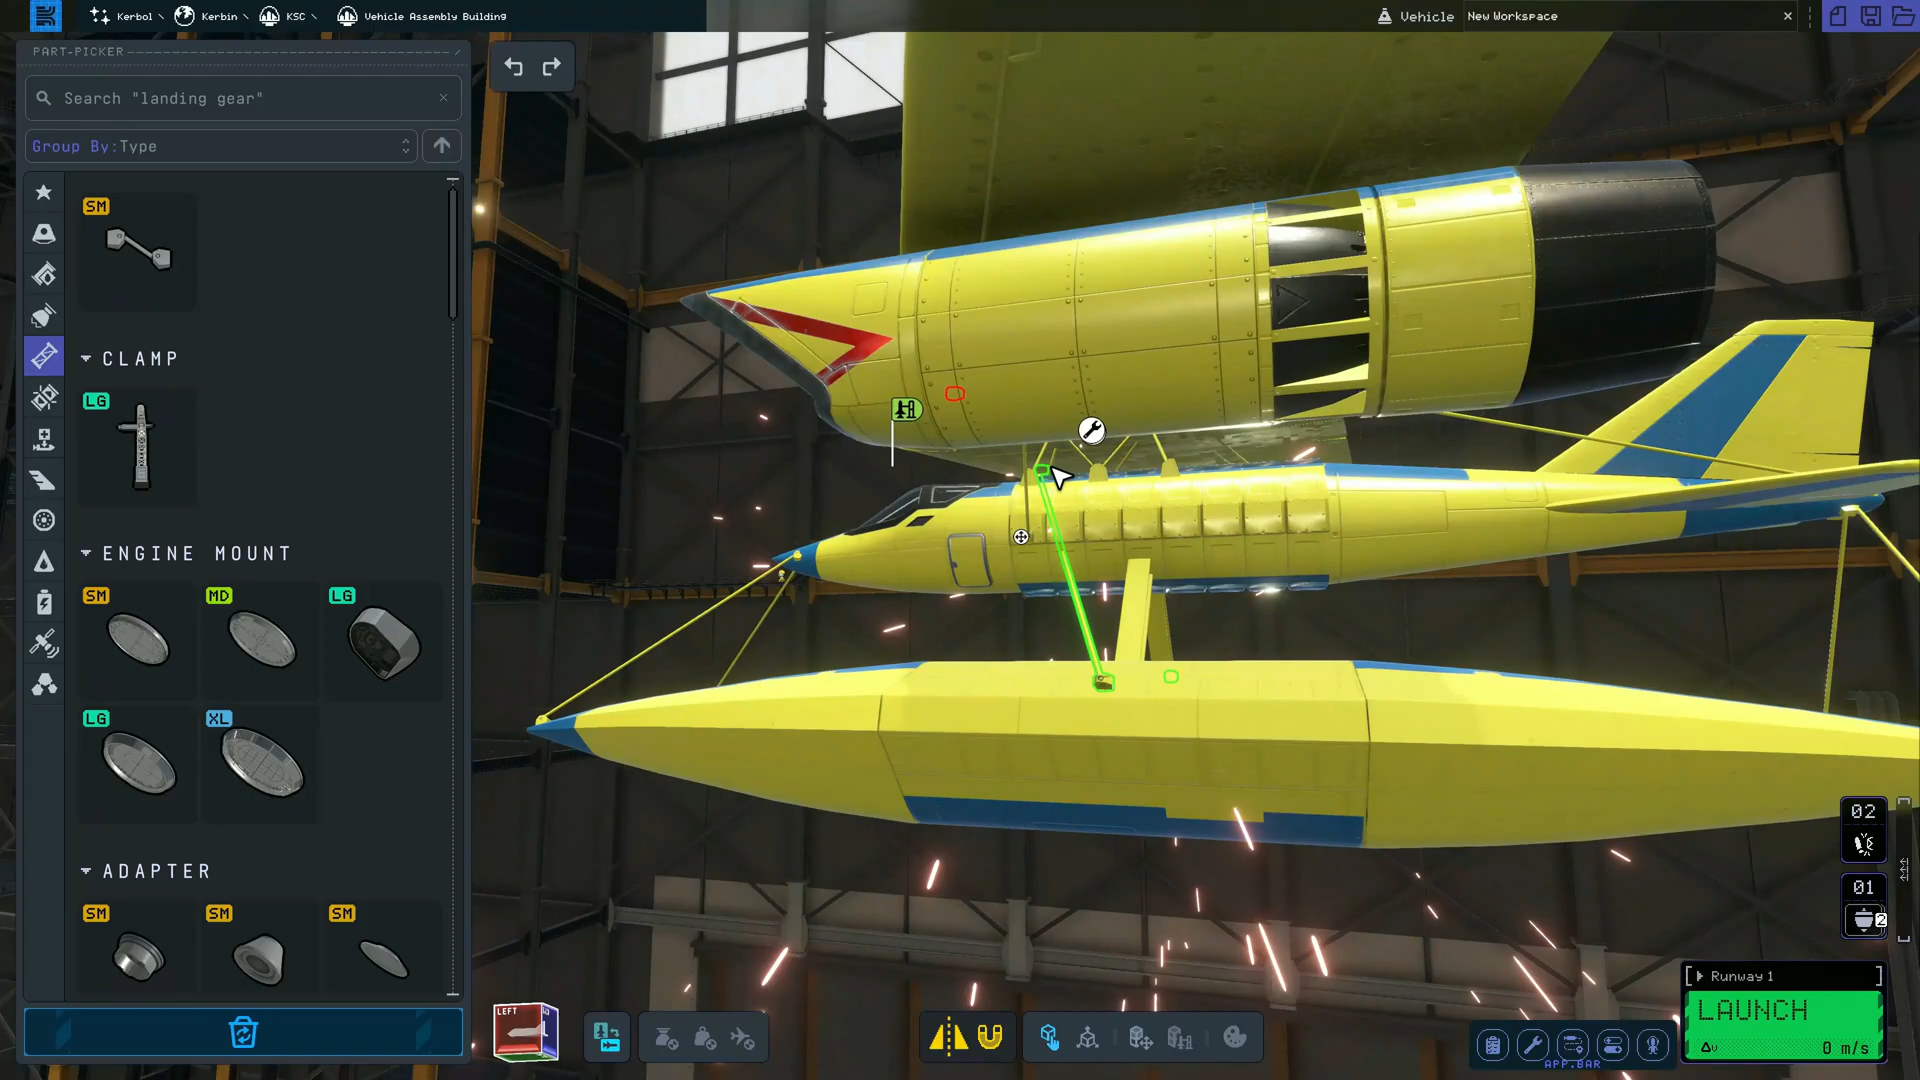 Kerbol
Kerbin
KSC
Vehicle Assembly Building
Vehicle
New Workspace
PART-PICKER
Search "landing gear"
Group By: Type
SM
CLAMP
LG
ENGINE MOUNT
SM
MD
LG
LG
XL
ADAPTER
SM
SM
SM
LEFT
02
01
2
Runway 1
LAUNCH
Δv
0 m/s
APP.BAR